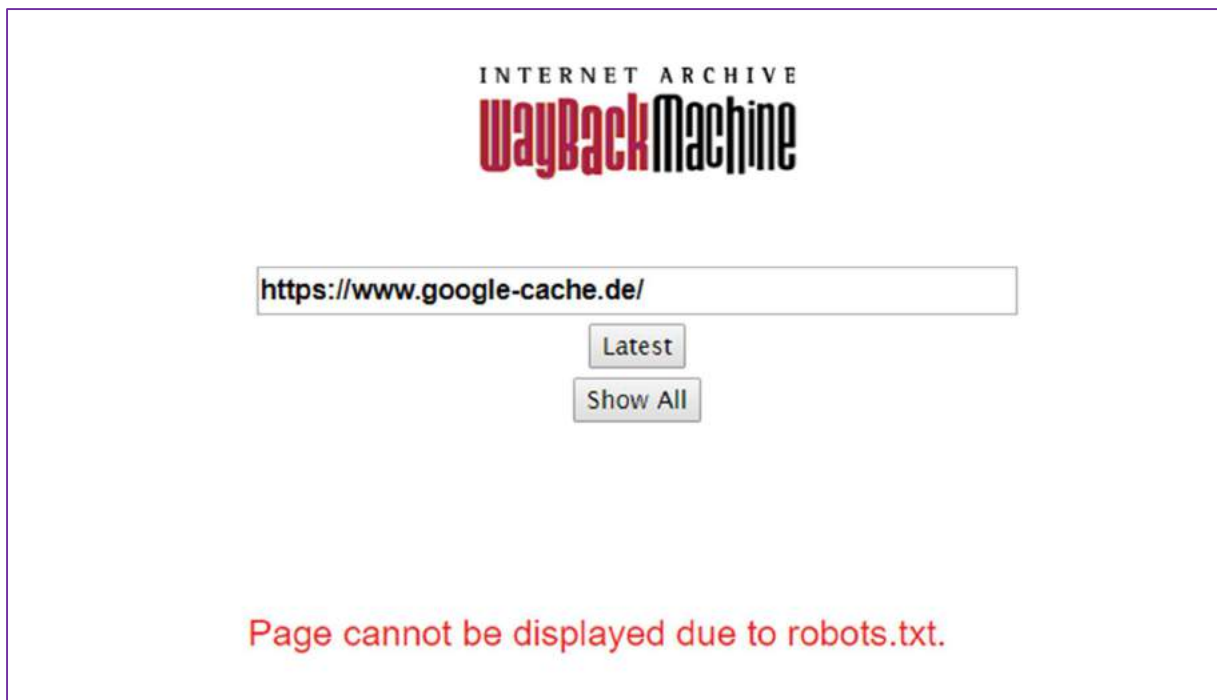 INTERNET ARCHIVE
WayBackMachine
https://www.google-cache.de/
Latest
Show All
Page cannot be displayed due to robots.txt.